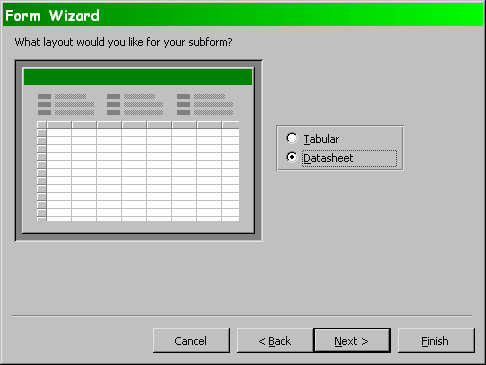 Form Wizard
What layout would you like for your subform?
Tabular
Datasheet
Cancel
< Back
Next >
Finish